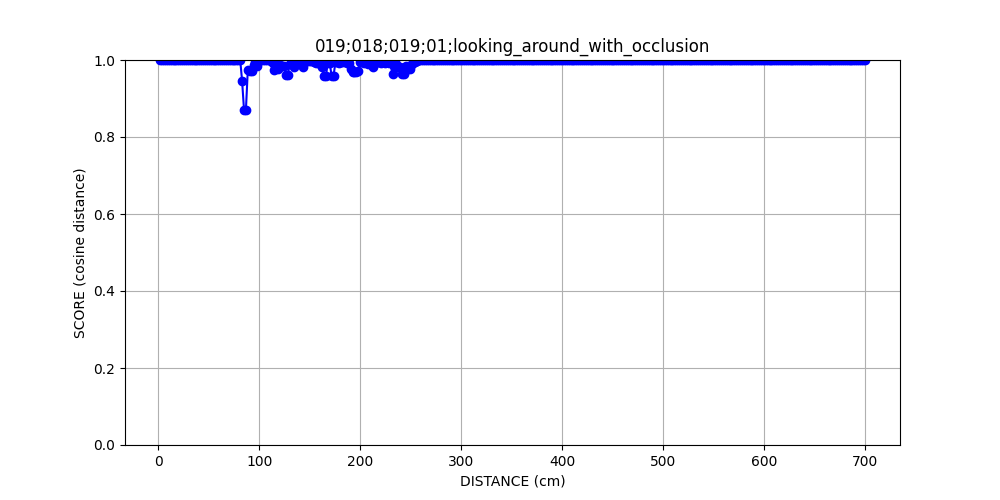 019;018;019;01;looking_around_with_occlusion
1.0
0.8
0.6
0.4
0.2
0.0
SCORE (cosine distance)
0 100 200 300 400 500 600 700
DISTANCE (cm)